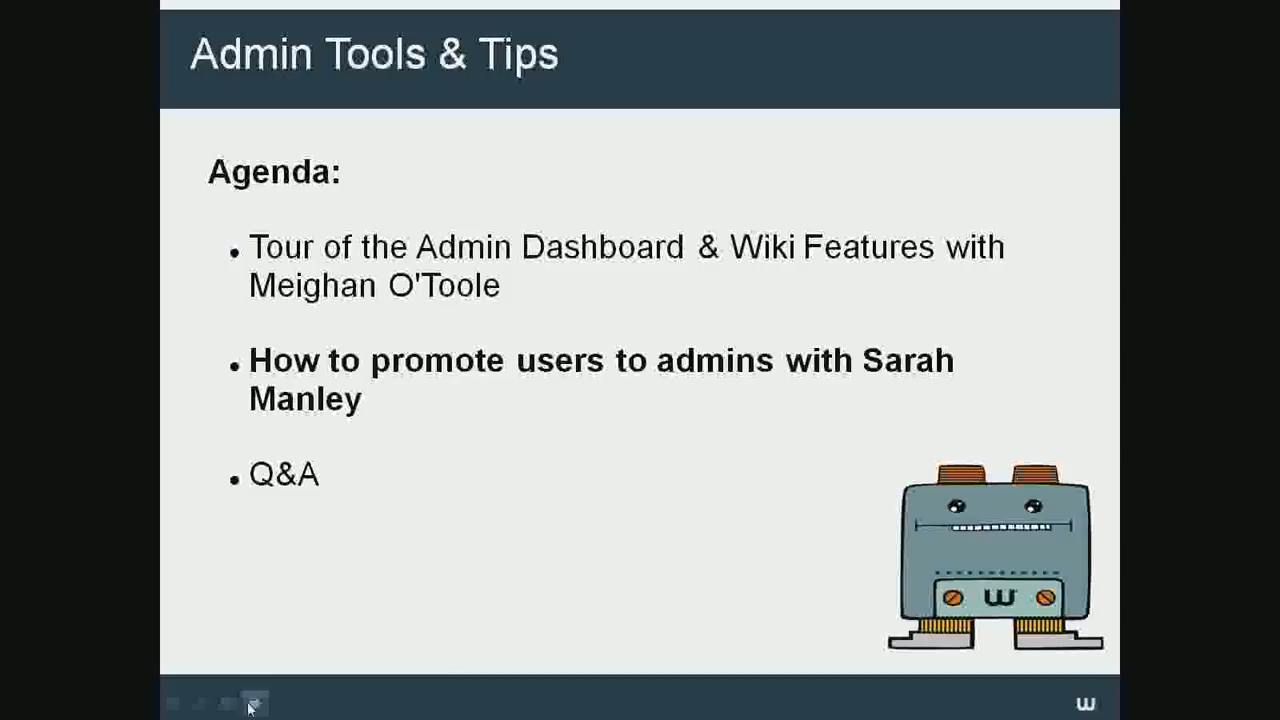 Admin Tools & Tips
Agenda:
• Tour of the Admin Dashboard & Wiki Features with
Meighan O'Toole
• How to promote users to admins with Sarah
Manley
• Q&A
w
w